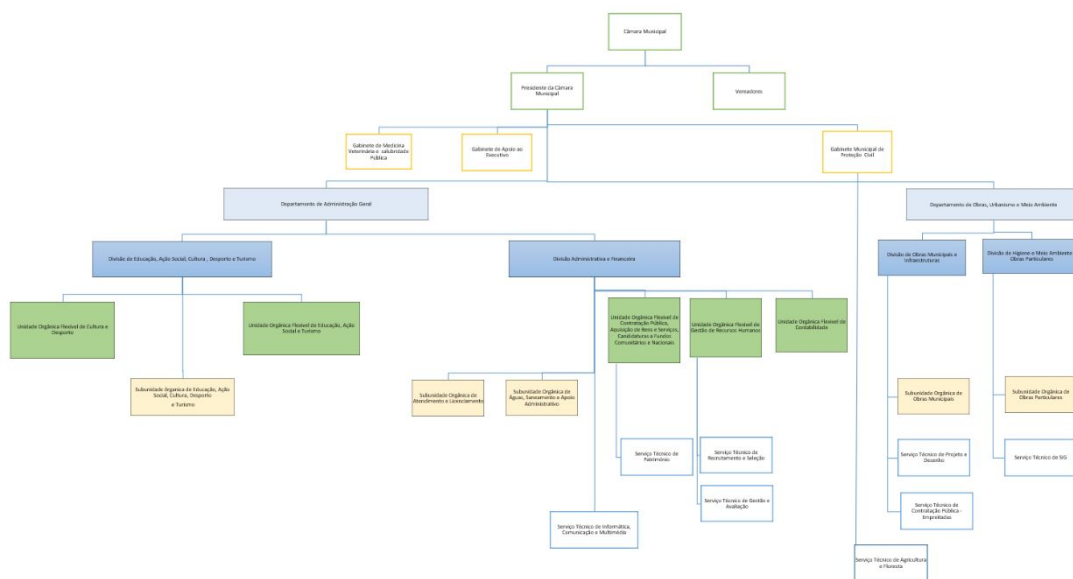 Câmara Municipal
Presidente da Câmara
Municipal
Vereadores
Gabinete de Medicina
Veterinária e salubridade
Pública
Gabinete de Apoio ao
Executivo
Gabinete Municipal de
Proteção Civil
Departamento de Administração Geral
Departamento de Obras, Urbanismo e Meio Ambiente
Divisão de Educação, Ação Social, Cultura , Desporto e Turismo
Divisão Administrativa e Financeira
Divisão de Obras Municipais e
Infraestruturas
Divisão de Higiene e Meio Ambiente
Obras Particulares
Unidade Orgânica Flexível de Cultura e
Desporto
Unidade Orgânica Flexível de Educação, Ação
Social e Turismo
Unidade Orgânica Flexível de
Contratação Pública,
Aquisição de Bens e Serviços,
Candidaturas e Fundos
Comunitários e Nacionais
Unidade Orgânica Flexível de
Gestão de Recursos Humanos
Unidade Orgânica Flexível de
Contabilidade
Subunidade Organica de Educação, Ação
Social, Cultura, Desporto
e Turismo
Subunidade Orgânica de
Atendimento e Licenciamento
Subunidade Orgânica de
Águas, Saneamento e Apoio
Administrativo
Subunidade Orgânica de
Obras Municipais
Subunidade Orgânica de
Obras Particulares
Serviço Técnico de
Património
Serviço Técnico de
Recrutamento e Seleção
Serviço Técnico de Projeto e
Desenho
Serviço Técnico de SIG
Serviço Técnico de Gestão e
Avaliação
Serviço Técnico de
Contratação Pública -
Empreitadas
Serviço Técnico de Informática,
Comunicação e Multimédia
Serviço Técnico de Agricultura
e Floresta